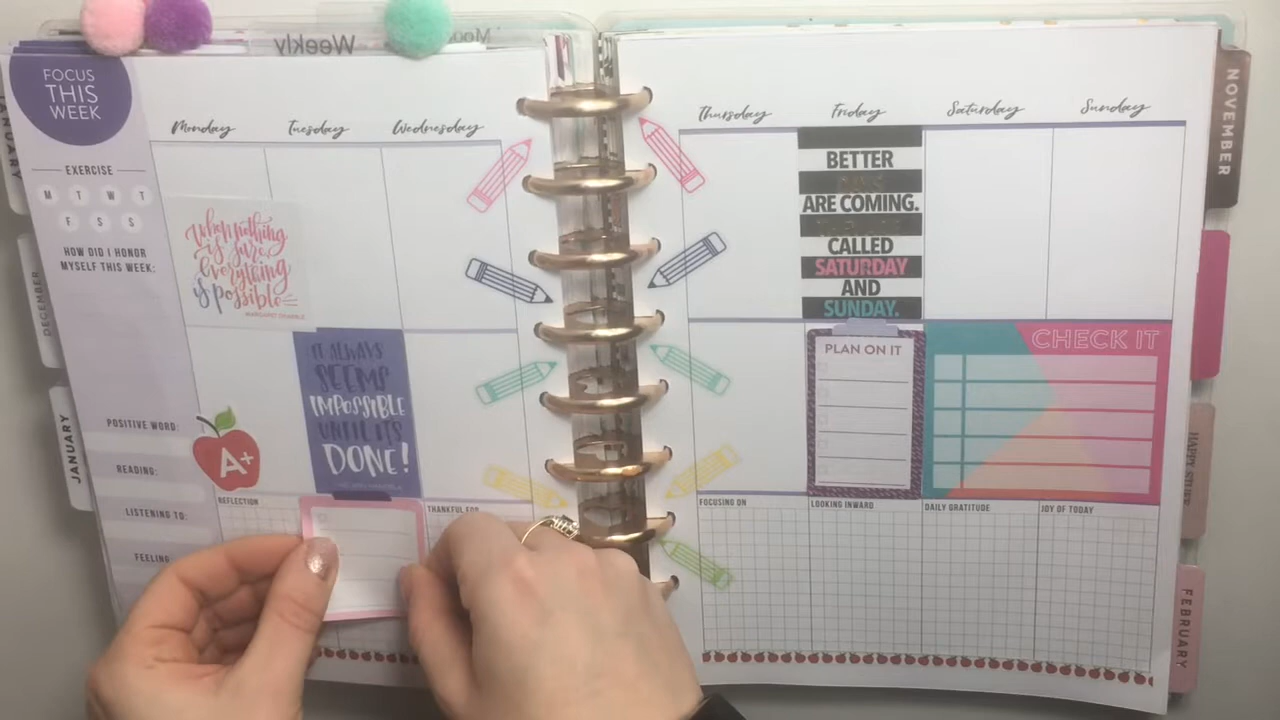 Weekly
FOCUS
THIS
WEEK
Monday
Tuesday
Wednesday
EXERCISE
M T W T
F S S
HOW DID I HONOR
MYSELF THIS WEEK:
When nothing
is sure,
everything
is possible
POSITIVE WORD:
READING:
LISTENING TO:
FEELING
A+
IT ALWAYS
SEEMS
IMPOSSIBLE
UNTIL IT'S
DONE!
REFLECTION
THANKFUL FOR
Thursday
Friday
Saturday
Sunday
BETTER
DAYS
ARE COMING.
CALLED
SATURDAY
AND
SUNDAY.
PLAN ON IT
CHECK IT
FOCUSING ON
LOOKING INWARD
DAILY GRATITUDE
JOY OF TODAY
JANUARY
DECEMBER
JANUARY
NOVEMBER
HAPPY STUFF
FEBRUARY